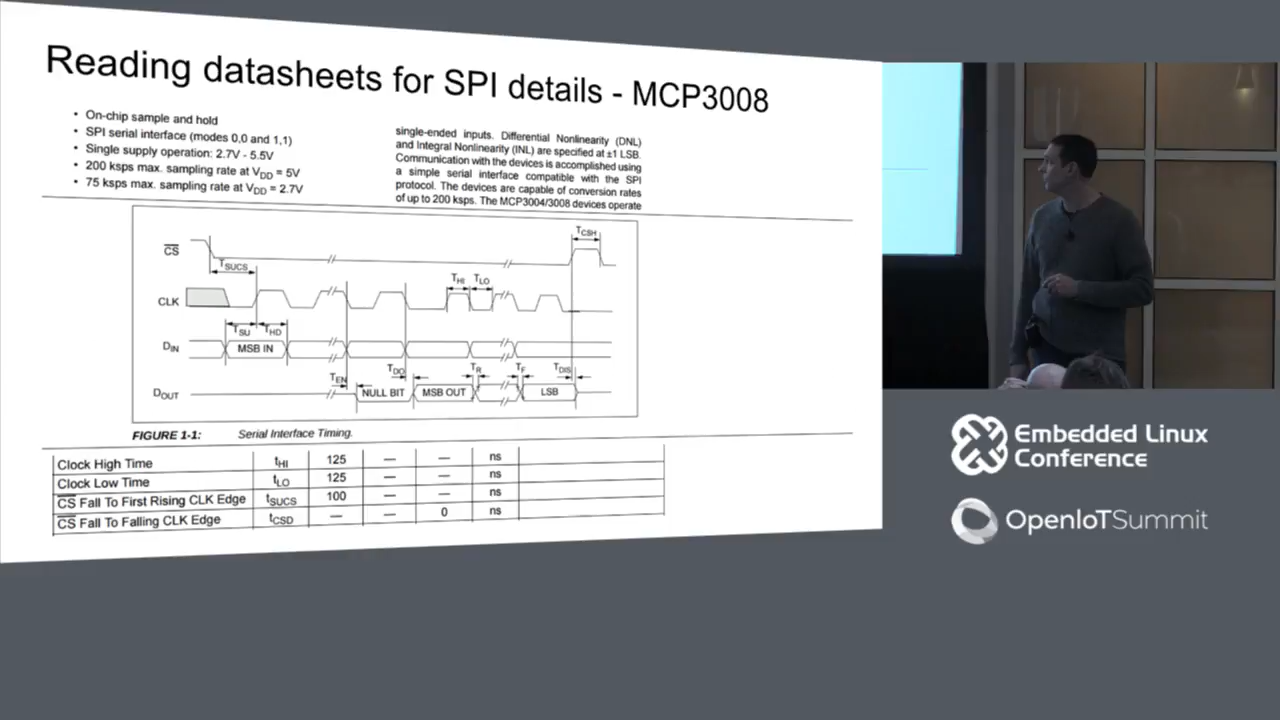 Reading datasheets for SPI details - MCP3008
• On-chip sample and hold
• SPI serial interface (modes 0,0 and 1,1)
• Single supply operation: 2.7V - 5.5V
• 200 ksps max. sampling rate at VDD = 5V
• 75 ksps max. sampling rate at VDD = 2.7V
single-ended inputs. Differential Nonlinearity (DNL)
and Integral Nonlinearity (INL) are specified at ±1 LSB.
Communication with the devices is accomplished using
a simple serial interface compatible with the SPI
protocol. The devices are capable of conversion rates
of up to 200 ksps. The MCP3004/3008 devices operate
TCSH
CS
TSUCS
THI TLO
CLK
TSU THD
DIN MSB IN
TEN TDO TR TF TDIS
DOUT NULL BIT MSB OUT LSB
FIGURE 1-1: Serial Interface Timing.
Clock High Time tHI 125 — — ns
Clock Low Time tLO 125 — — ns
CS Fall To First Rising CLK Edge tSUCS 100 — — ns
CS Fall To Falling CLK Edge tCSD — — 0 ns
Embedded Linux
Conference
OpenIoTSummit